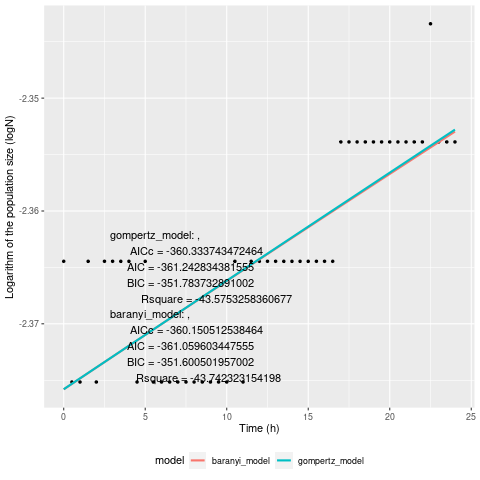 Logarithm of the population size (logN)
-2.35
-2.36
-2.37
gompertz_model: ,
AICc = -360.333743472464
AIC = -361.242834381555
BIC = -351.783732891002
Rsquare = -43.5753258360677
baranyi_model: ,
AICc = -360.150512538464
AIC = -361.059603447555
BIC = -351.600501957002
Rsquare = -43.742323154198
0 5 10 15 20 25
Time (h)
model baranyi_model gompertz_model